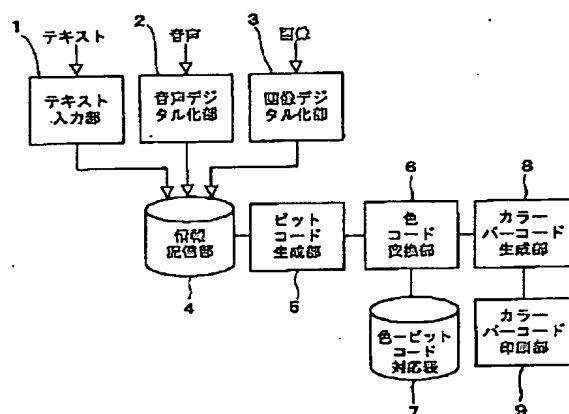 1
テキスト
2
音声
3
画像
テキスト
入力部
音声デジ
タル化部
画像デジ
タル化部
6
8
情報
記憶部
ビット
コード
生成部
色
コード
変換部
カラー
バーコード
生成部
4
5
色ービット
コード
対応表
カラー
バーコード
印刷部
7
9